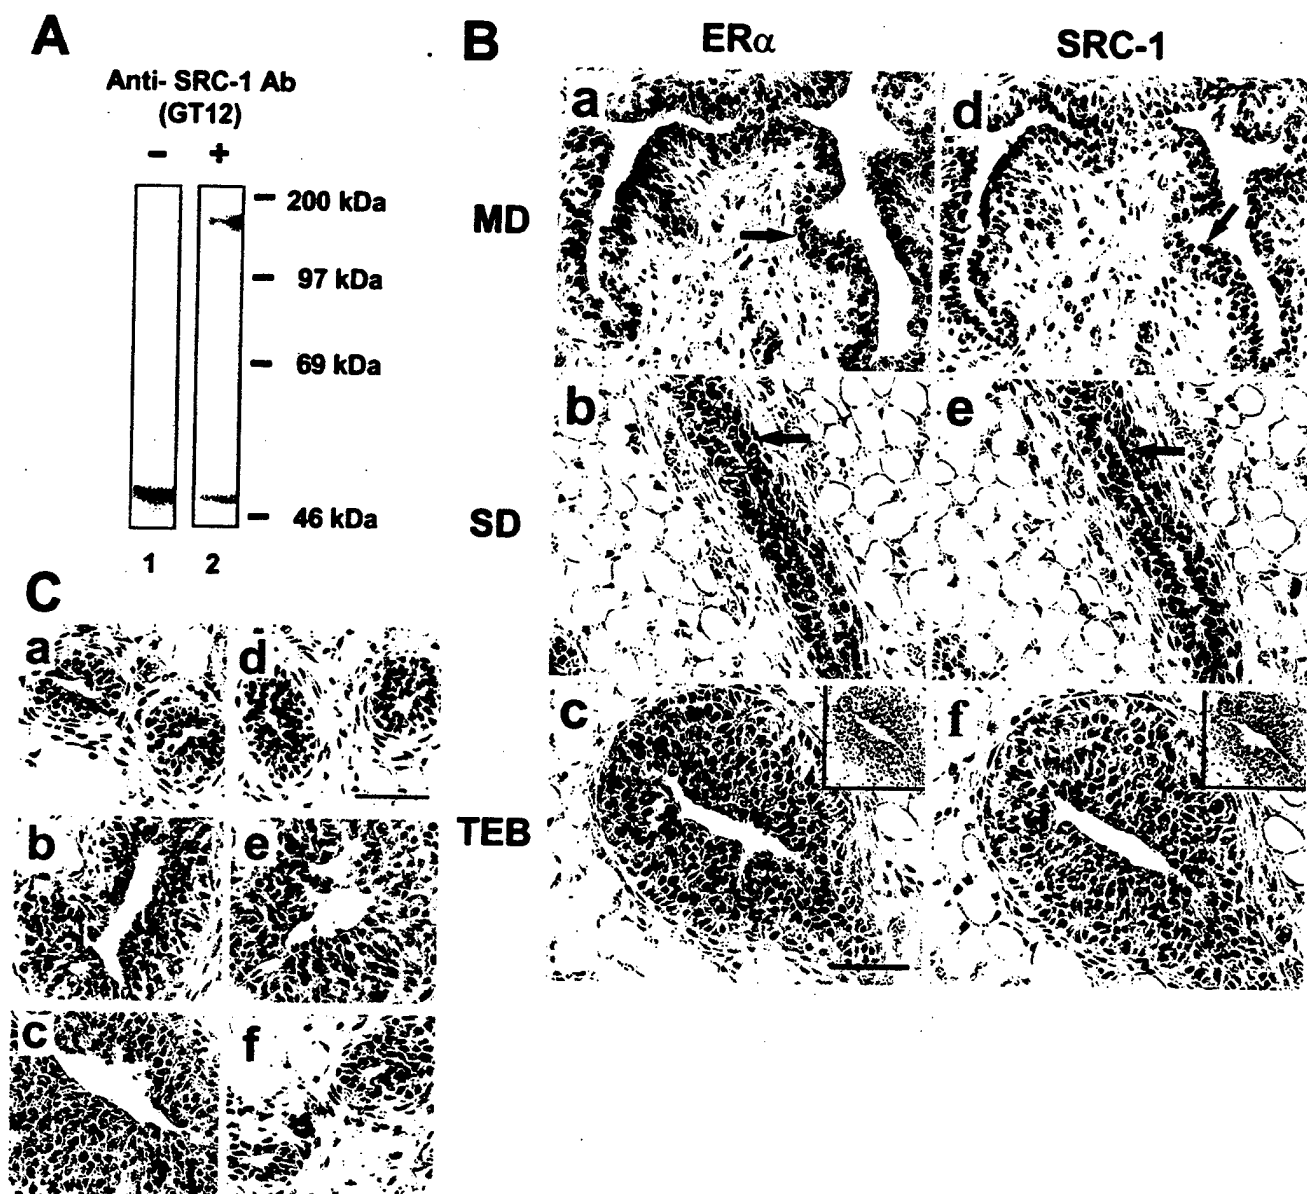 A
Anti- SRC-1 Ab
(GT12)
- +
200 kDa
97 kDa
69 kDa
46 kDa
1 2
B
ERα SRC-1
MD
a d
SD
b e
TEB
c f
C
a d
b e
c f